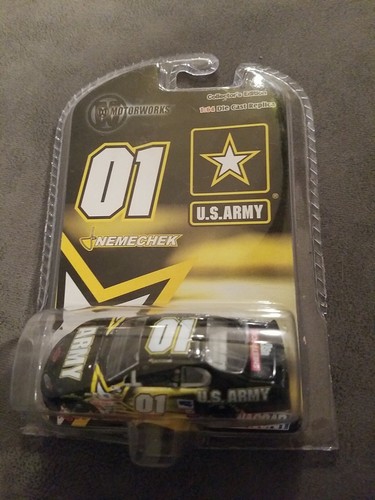 MOTORWORKS
Collector's Edition
1:64 Die Cast Replica
01
U.S. ARMY
NEMECHEK
ARMY
01
01
U.S. ARMY